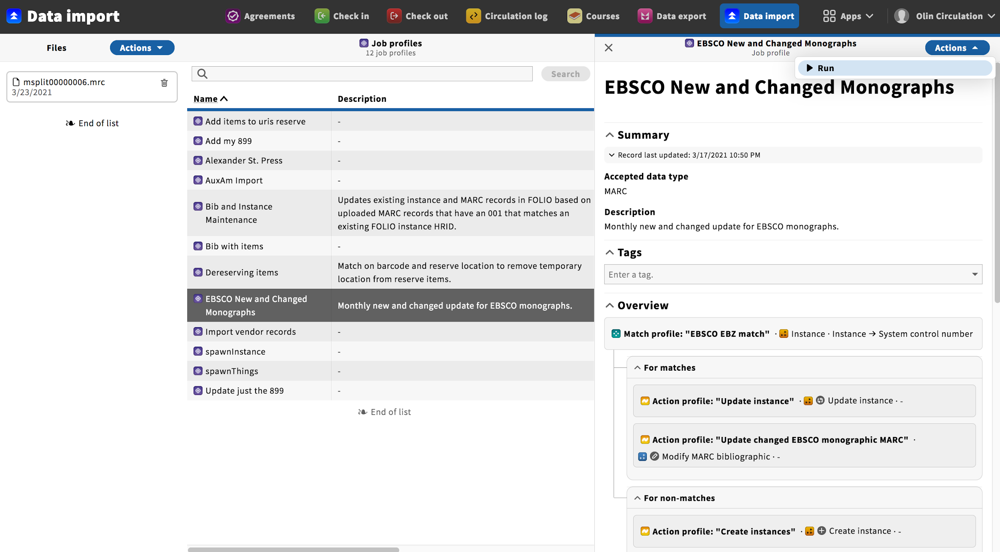 Data import
Agreements
Check in
Check out
Circulation log
Courses
Data export
Data import
Apps
Olin Circulation
Files
Actions
msplit00000006.mrc
3/23/2021
End of list
Job profiles
12 job profiles
Search
Name
Description
Add items to uris reserve
-
Add my 899
-
Alexander St. Press
-
AuxAm Import
-
Bib and Instance
Maintenance
Updates existing instance and MARC records in FOLIO based on
uploaded MARC records that have an 001 that matches an
existing FOLIO instance HRID.
Bib with items
-
Dereserving items
Match on barcode and reserve location to remove temporary
location from reserve items.
EBSCO New and Changed
Monographs
Monthly new and changed update for EBSCO monographs.
Import vendor records
-
spawnInstance
-
spawnThings
-
Update just the 899
-
End of list
EBSCO New and Changed Monographs
Job profile
Actions
Run
EBSCO New and Changed Monographs
Summary
Record last updated: 3/17/2021 10:50 PM
Accepted data type
MARC
Description
Monthly new and changed update for EBSCO monographs.
Tags
Enter a tag.
Overview
Match profile: "EBSCO EBZ match" · Instance · Instance → System control number
For matches
Action profile: "Update instance" · Update instance · -
Action profile: "Update changed EBSCO monographic MARC" ·
Modify MARC bibliographic · -
For non-matches
Action profile: "Create instances" · Create instance · -